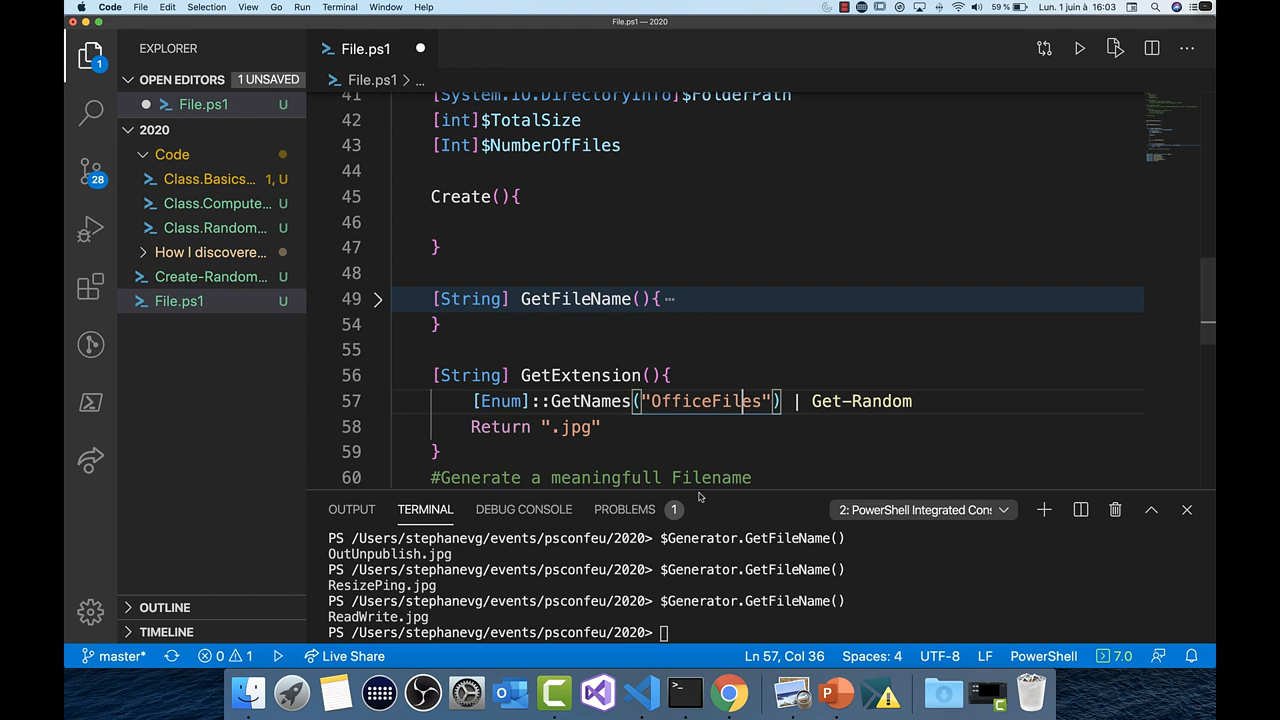 Code File Edit Selection View Go Run Terminal Window Help 59 % Lun. 1 juin à 16:03
File.ps1 — 2020
EXPLORER
File.ps1
OPEN EDITORS 1 UNSAVED
File.ps1 U
File.ps1 > ...
2020
Code
Class.Basics... 1, U
Class.Compute... U
Class.Random... U
How I discovere...
Create-Random... U
File.ps1 U
OUTLINE
TIMELINE
1
28
41 [System.IO.DirectoryInfo]$FolderPath
42 [int]$TotalSize
43 [Int]$NumberOfFiles
44
45 Create(){
46
47 }
48
49 [String] GetFileName(){ ...
54 }
55
56 [String] GetExtension(){
57 [Enum]::GetNames("OfficeFiles") | Get-Random
58 Return ".jpg"
59 }
60 #Generate a meaningfull Filename
OUTPUT TERMINAL DEBUG CONSOLE PROBLEMS 1 2: PowerShell Integrated Cons
PS /Users/stephanevg/events/psconfeu/2020> $Generator.GetFileName()
OutUnpublish.jpg
PS /Users/stephanevg/events/psconfeu/2020> $Generator.GetFileName()
ResizePing.jpg
PS /Users/stephanevg/events/psconfeu/2020> $Generator.GetFileName()
ReadWrite.jpg
PS /Users/stephanevg/events/psconfeu/2020>
master* 0 1 Live Share Ln 57, Col 36 Spaces: 4 UTF-8 LF PowerShell 7.0